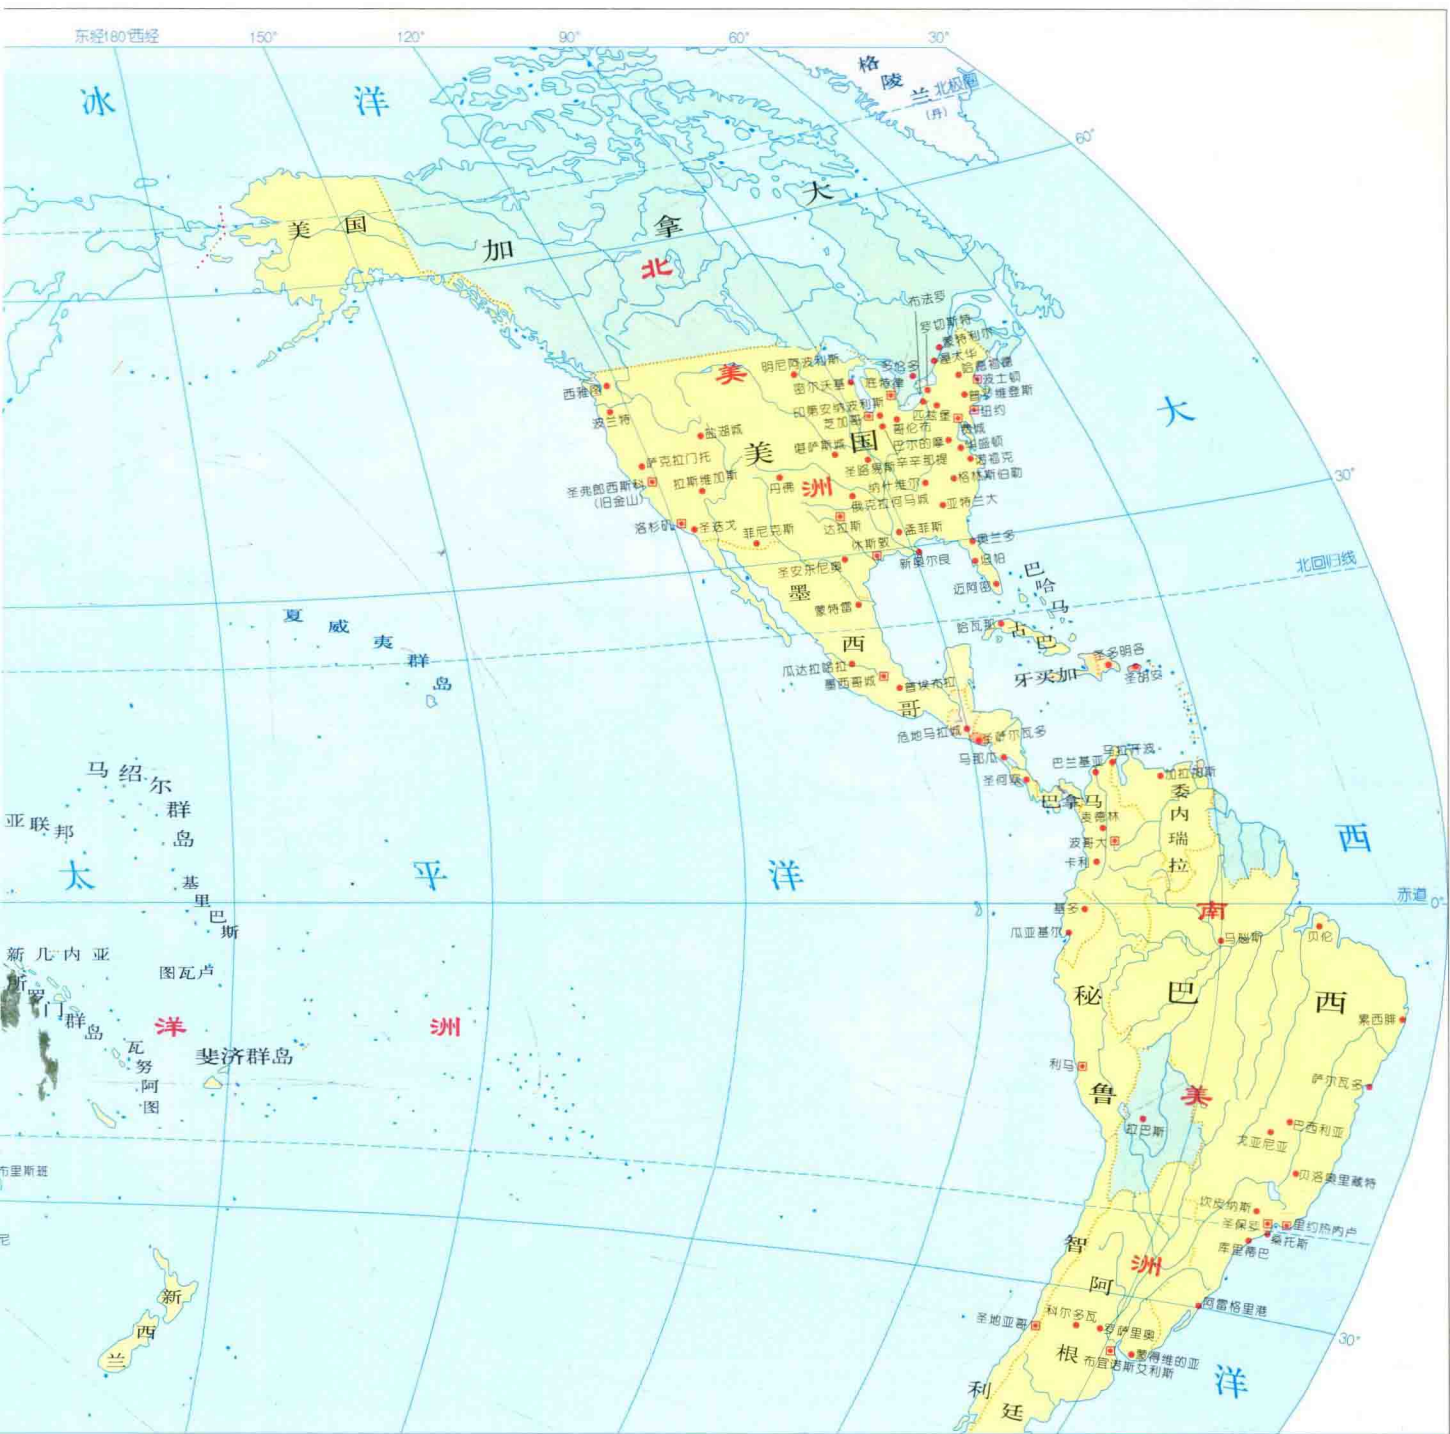 东经180°西经
150°
120°
90°
60°
30°
格陵兰
(丹)
北极圈
60°
冰
洋
美国
加拿大
北
美
洲
布法罗
罗切斯特
蒙特利尔
渥太华
多伦多
哈德福德
波士顿
普罗维登斯
纽约
明尼阿波利斯
密尔沃基
底特律
印第安纳波利斯
芝加哥
匹兹堡
哥伦布
费城
西雅图
波兰特
盐湖城
美国
堪萨斯城
巴尔的摩
华盛顿
诺福克
圣路易斯
辛辛那提
格林斯伯勒
萨克拉门托
圣弗郎西斯科
(旧金山)
拉斯维加斯
丹佛
纳什维尔
俄克拉何马城
亚特兰大
洛杉矶
圣迭戈
菲尼克斯
达拉斯
孟菲斯
休斯敦
新奥尔良
奥兰多
坦帕
圣安东尼奥
迈阿密
30°
大
西
洋
北回归线
墨西哥
蒙特雷
巴哈马
哈瓦那
古巴
牙买加
圣多明各
圣胡安
瓜达拉哈拉
墨西哥城
普埃布拉
夏威夷群岛
危地马拉城
圣萨尔瓦多
马那瓜
圣何塞
巴兰基亚
马拉开波
加拉加斯
巴拿马
委内瑞拉
麦德林
波哥大
卡利
马绍尔群岛
亚联邦
太
平
洋
基里巴斯
赤道 0°
基多
瓜亚基尔
南
美
洲
马瑙斯
贝伦
新几内亚
所罗门群岛
图瓦卢
洋
洲
瓦努阿图
斐济群岛
秘鲁
巴西
累西腓
利马
萨尔瓦多
拉巴斯
巴西利亚
戈亚尼亚
贝洛奥里藏特
布里斯班
坎皮纳斯
圣保罗
里约热内卢
桑托斯
库里蒂巴
尼
新西兰
智利
阿根廷
阿雷格里港
圣地亚哥
科尔多瓦
罗萨里奥
蒙得维的亚
布宜诺斯艾利斯
30°